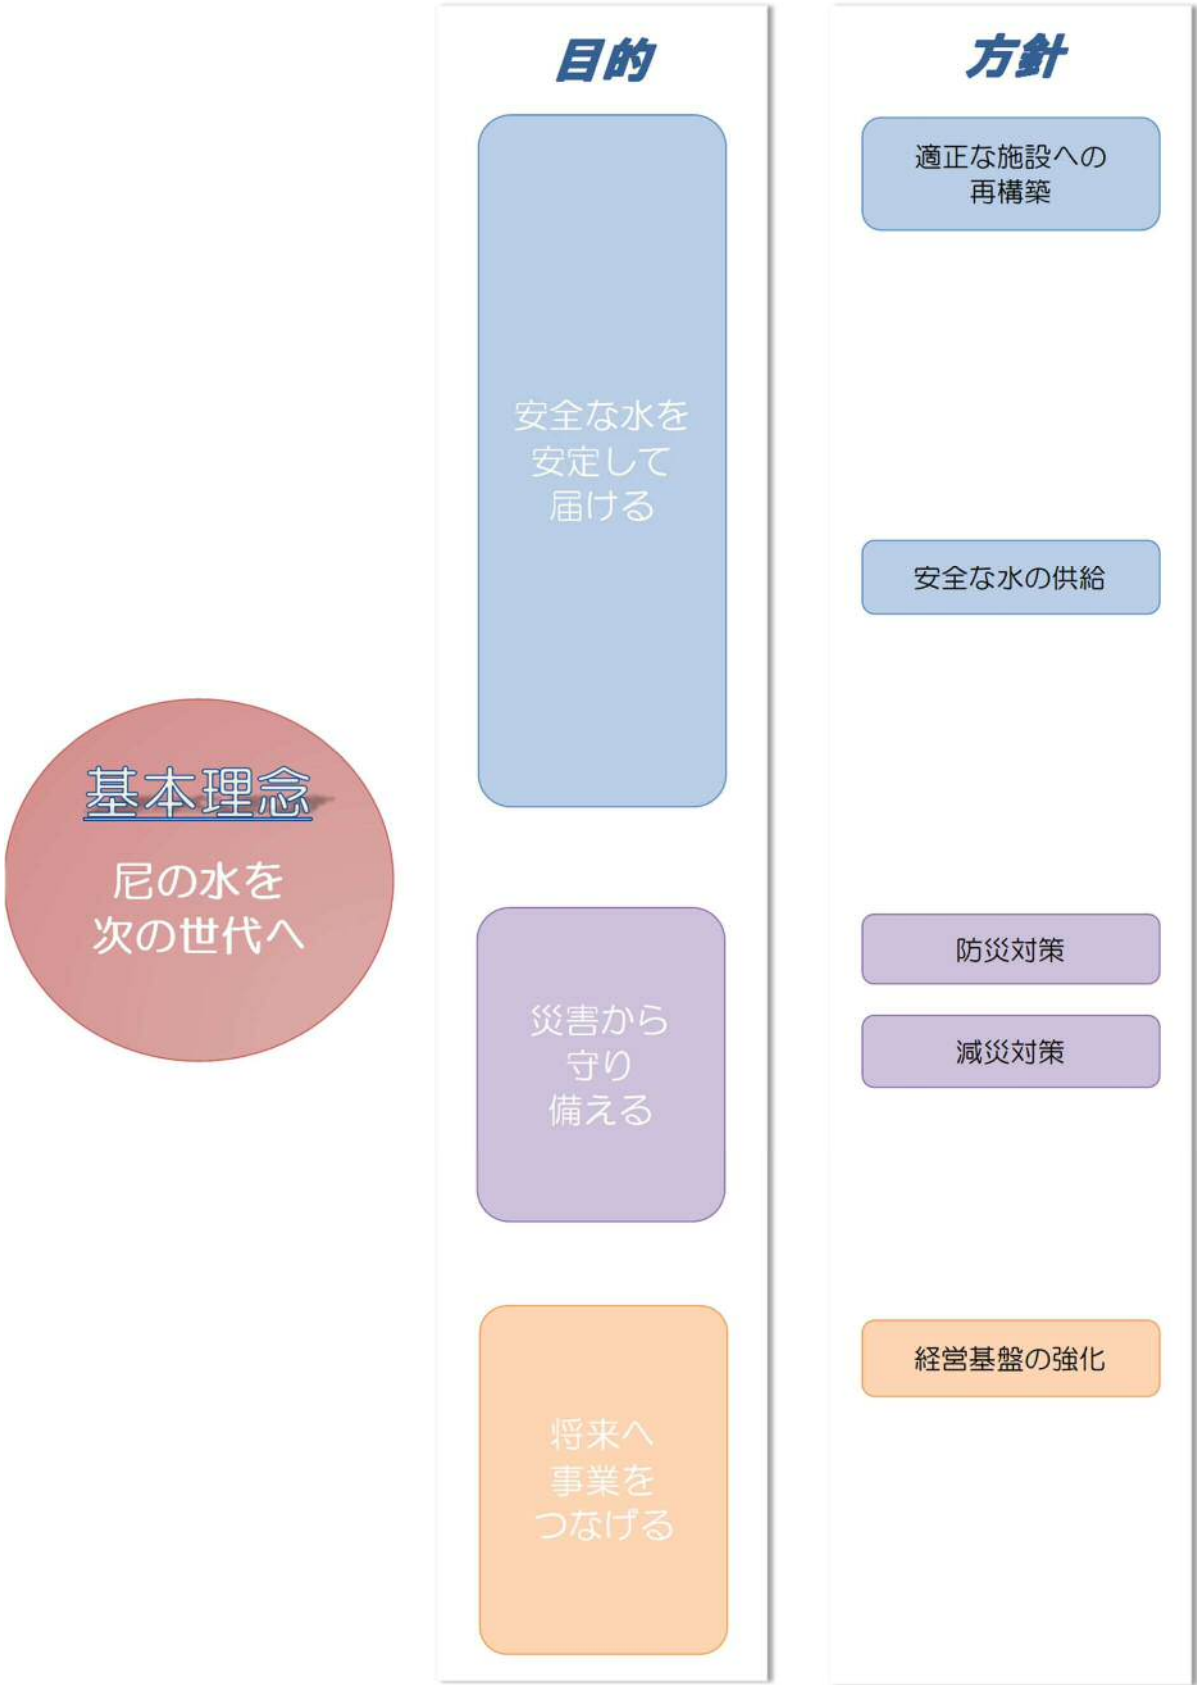 基本理念
尼の水を
次の世代へ
目的
安全な水を
安定して
届ける
災害から
守り
備える
将来へ
事業を
つなげる
方針
適正な施設への
再構築
安全な水の供給
防災対策
減災対策
経営基盤の強化